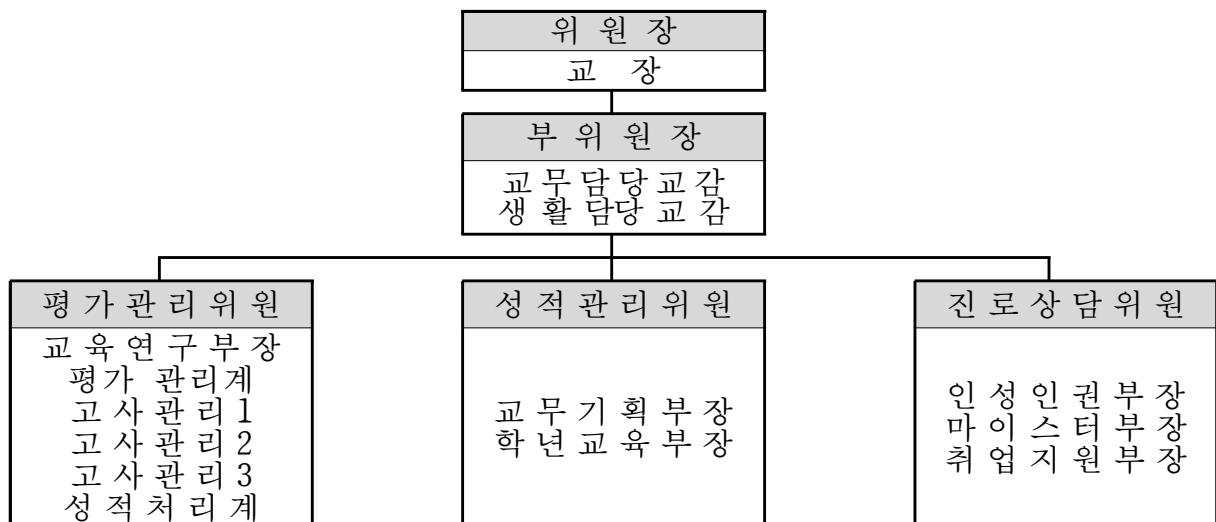 위 원 장
교 장
부 위 원 장
교 무 담 당 교 감
생 활 담당 교 감
평 가 관 리 위 원
교 육 연 구 부 장
평가 관리계
고 사 관 리 1
고 사 관 리 2
고 사 관 리 3
성 적 처 리 계
성 적 관 리 위 원
교 무 기 획 부 장
학 년 교 육 부 장
진 로 상 담 위 원
인 성 인 권 부 장
마 이 스 터 부 장
취 업 지 원 부 장